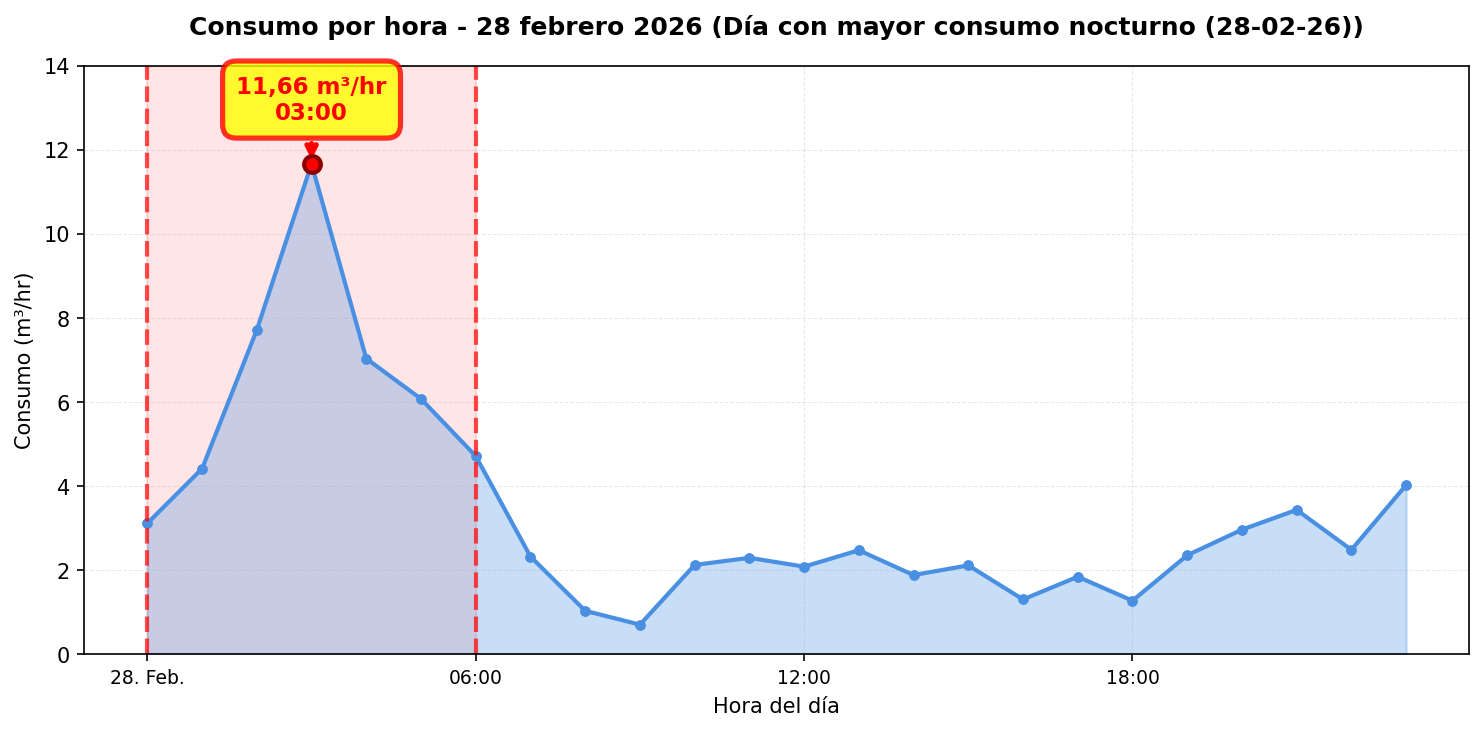 Consumo por hora - 28 febrero 2026 (Día con mayor consumo nocturno (28-02-26))
11,66 m³/hr
03:00
Consumo (m³/hr)
14
12
10
8
6
4
2
0
28. Feb.
06:00
12:00
18:00
Hora del día